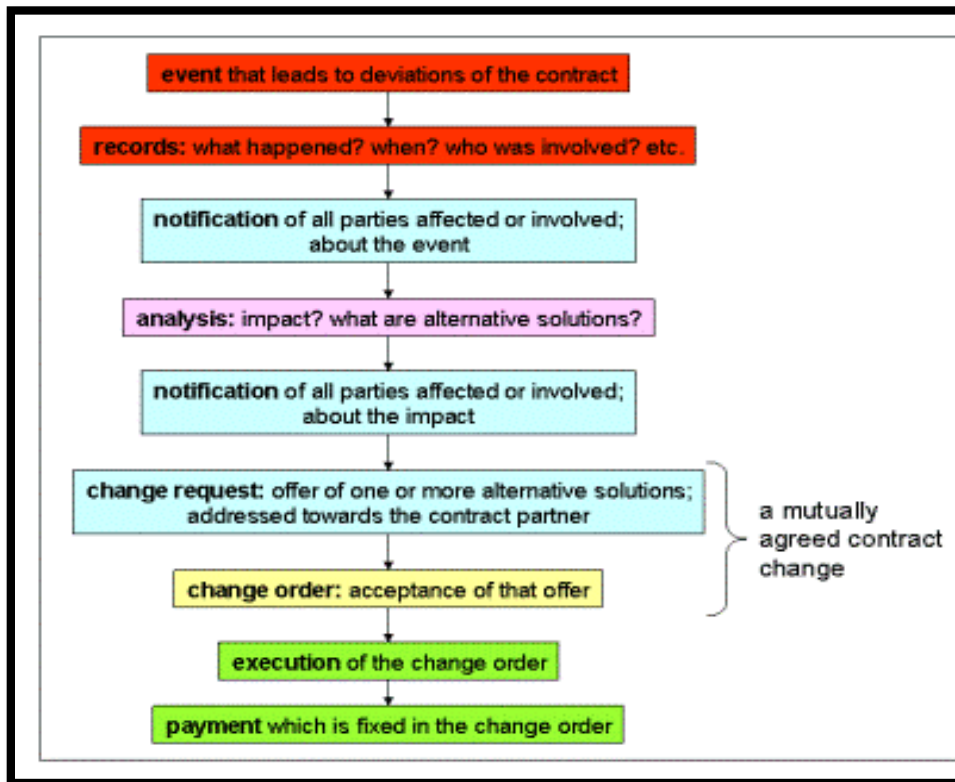 event that leads to deviations of the contract
records: what happened? when? who was involved? etc.
notification of all parties affected or involved;
about the event
analysis: impact? what are alternative solutions?
notification of all parties affected or involved;
about the impact
change request: offer of one or more alternative solutions;
addressed towards the contract partner
change order: acceptance of that offer
a mutually
agreed contract
change
execution of the change order
payment which is fixed in the change order